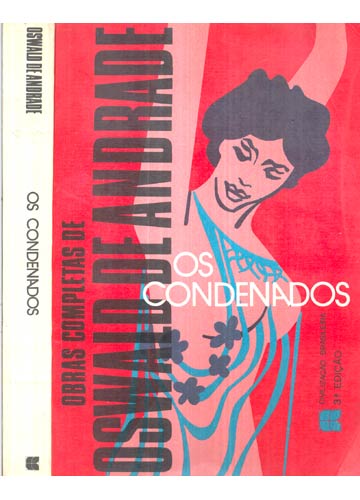 OSWALD DE ANDRADE
OS CONDENADOS
OBRAS COMPLETAS DE
OSWALD DE ANDRADE
OS
CONDENADOS
CIVILIZAÇÃO BRASILEIRA
3ª EDIÇÃO